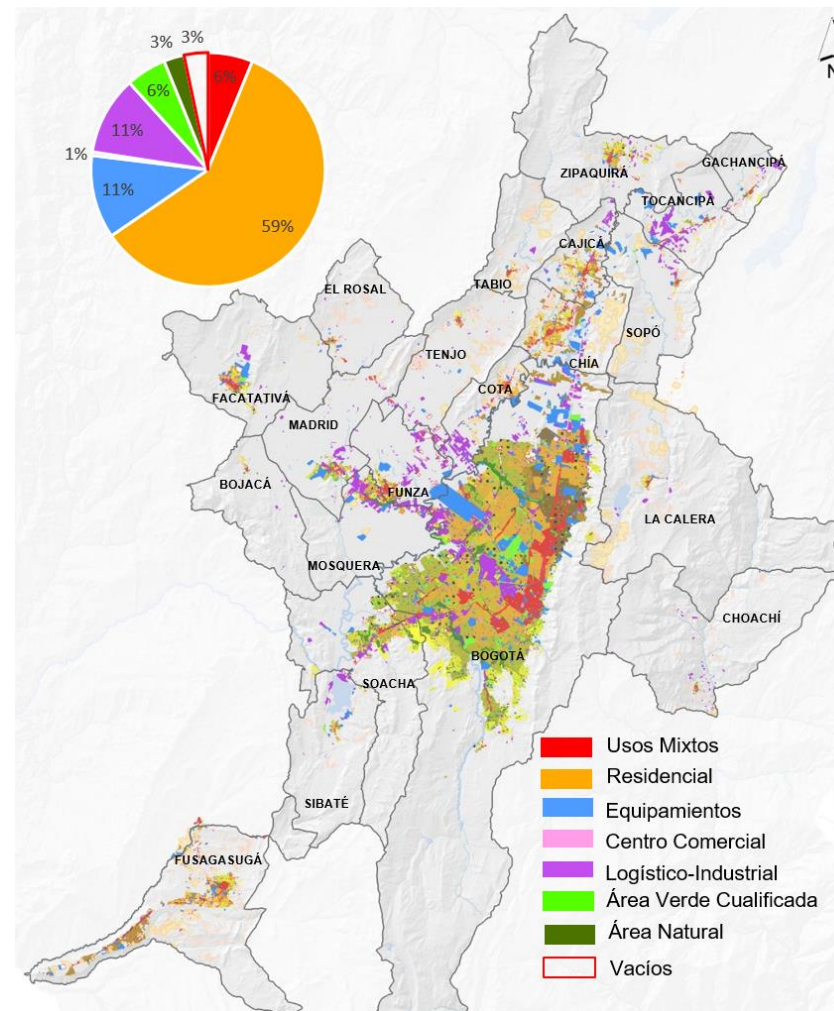 3%
3%
6%
6%
11%
1%
11%
59%
N
ZIPAQUIRÁ
GACHANCIPÁ
TOCANCIPÁ
CAJICÁ
TABIO
EL ROSAL
SOPÓ
TENJO
CHÍA
COTA
FACATATIVÁ
MADRID
BOJACÁ
FUNZA
LA CALERA
MOSQUERA
CHOACHÍ
BOGOTÁ
SOACHA
SIBATÉ
FUSAGASUGÁ
Usos Mixtos
Residencial
Equipamientos
Centro Comercial
Logístico-Industrial
Área Verde Cualificada
Área Natural
Vacíos